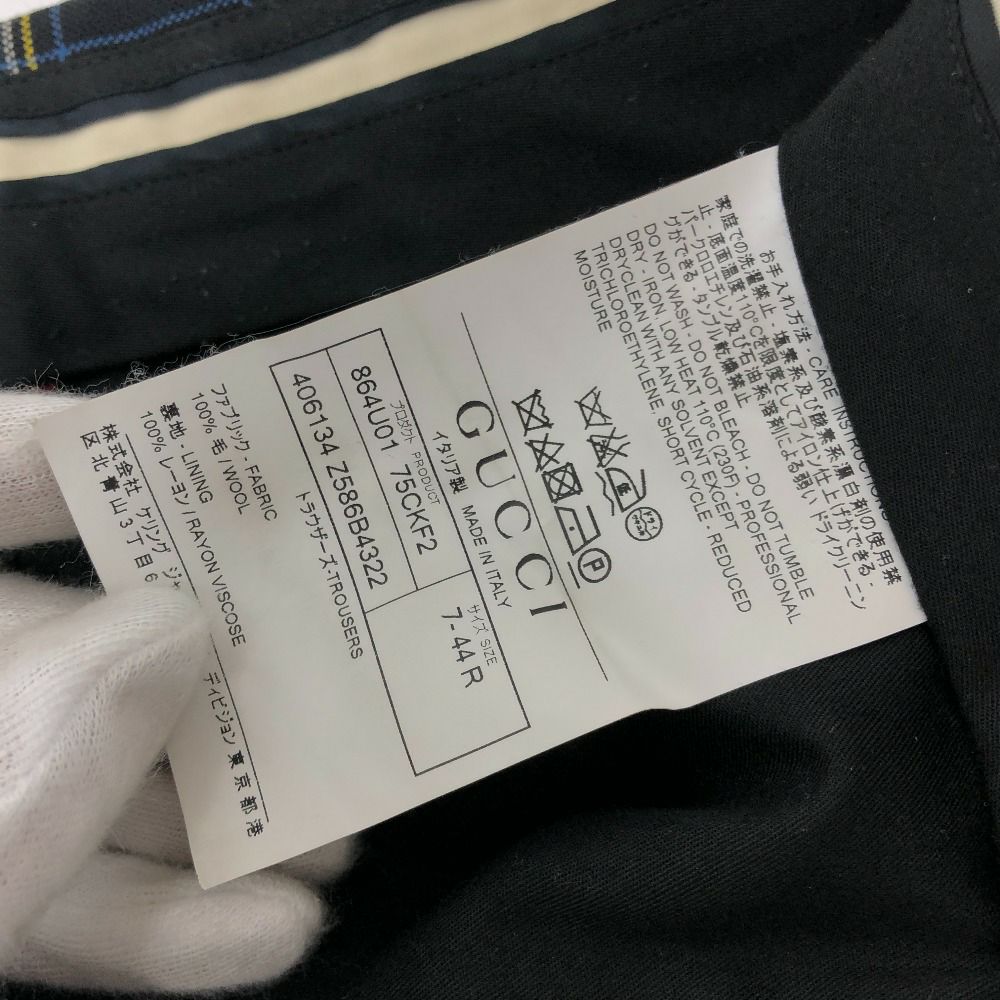 お手入れ方法 - CARE INSTRUCTIONS
家庭での洗濯禁止 - 塩素系及び酸素系漂白剤の使用禁
止 - 底面温度110℃を限度としてアイロン仕上げができる -
パークロロエチレン及び石油系溶剤による弱い ドライクリーニン
グができる / タンブル乾燥禁止
DO NOT WASH - DO NOT BLEACH - DO NOT TUMBLE
DRY - IRON, LOW HEAT 110°C (230F) - PROFESSIONAL
DRYCLEAN WITH ANY SOLVENT EXCEPT
TRICHLOROETHYLENE, SHORT CYCLE - REDUCED
MOISTURE
ドライ
P
GUCCI
イタリア製 MADE IN ITALY
プロダクト PRODUCT
サイズ SIZE
864U01 75CKF2
7- 44 R
406134 Z586B4322
トラウザーズ-TROUSERS
ファブリック - FABRIC
100% 毛 / WOOL
裏地 - LINING
100% レーヨン / RAYON VISCOSE
株式会社 ケリング ジャ
ディビジョン 東京都港
区北青山3丁目6